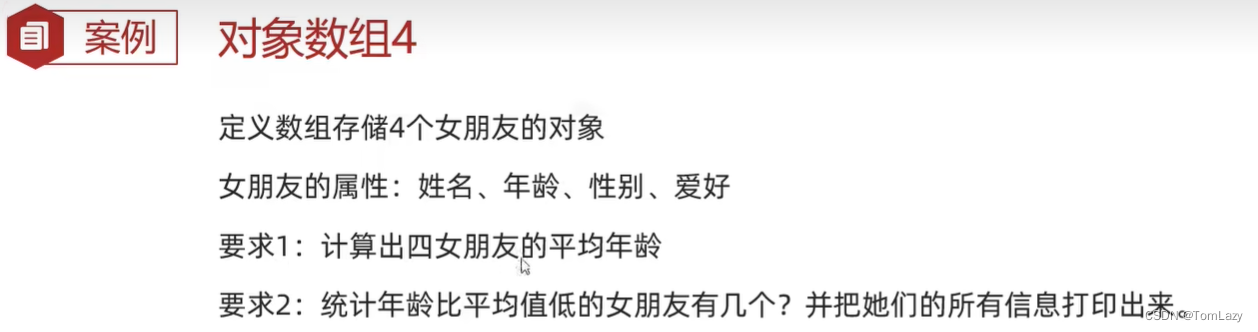 案例
对象数组4
定义数组存储4个女朋友的对象
女朋友的属性：姓名、年龄、性别、爱好
要求1：计算出四女朋友的平均年龄
要求2：统计年龄比平均值低的女朋友有几个？并把她们的所有信息打印出来。
CSDN @TomLazy